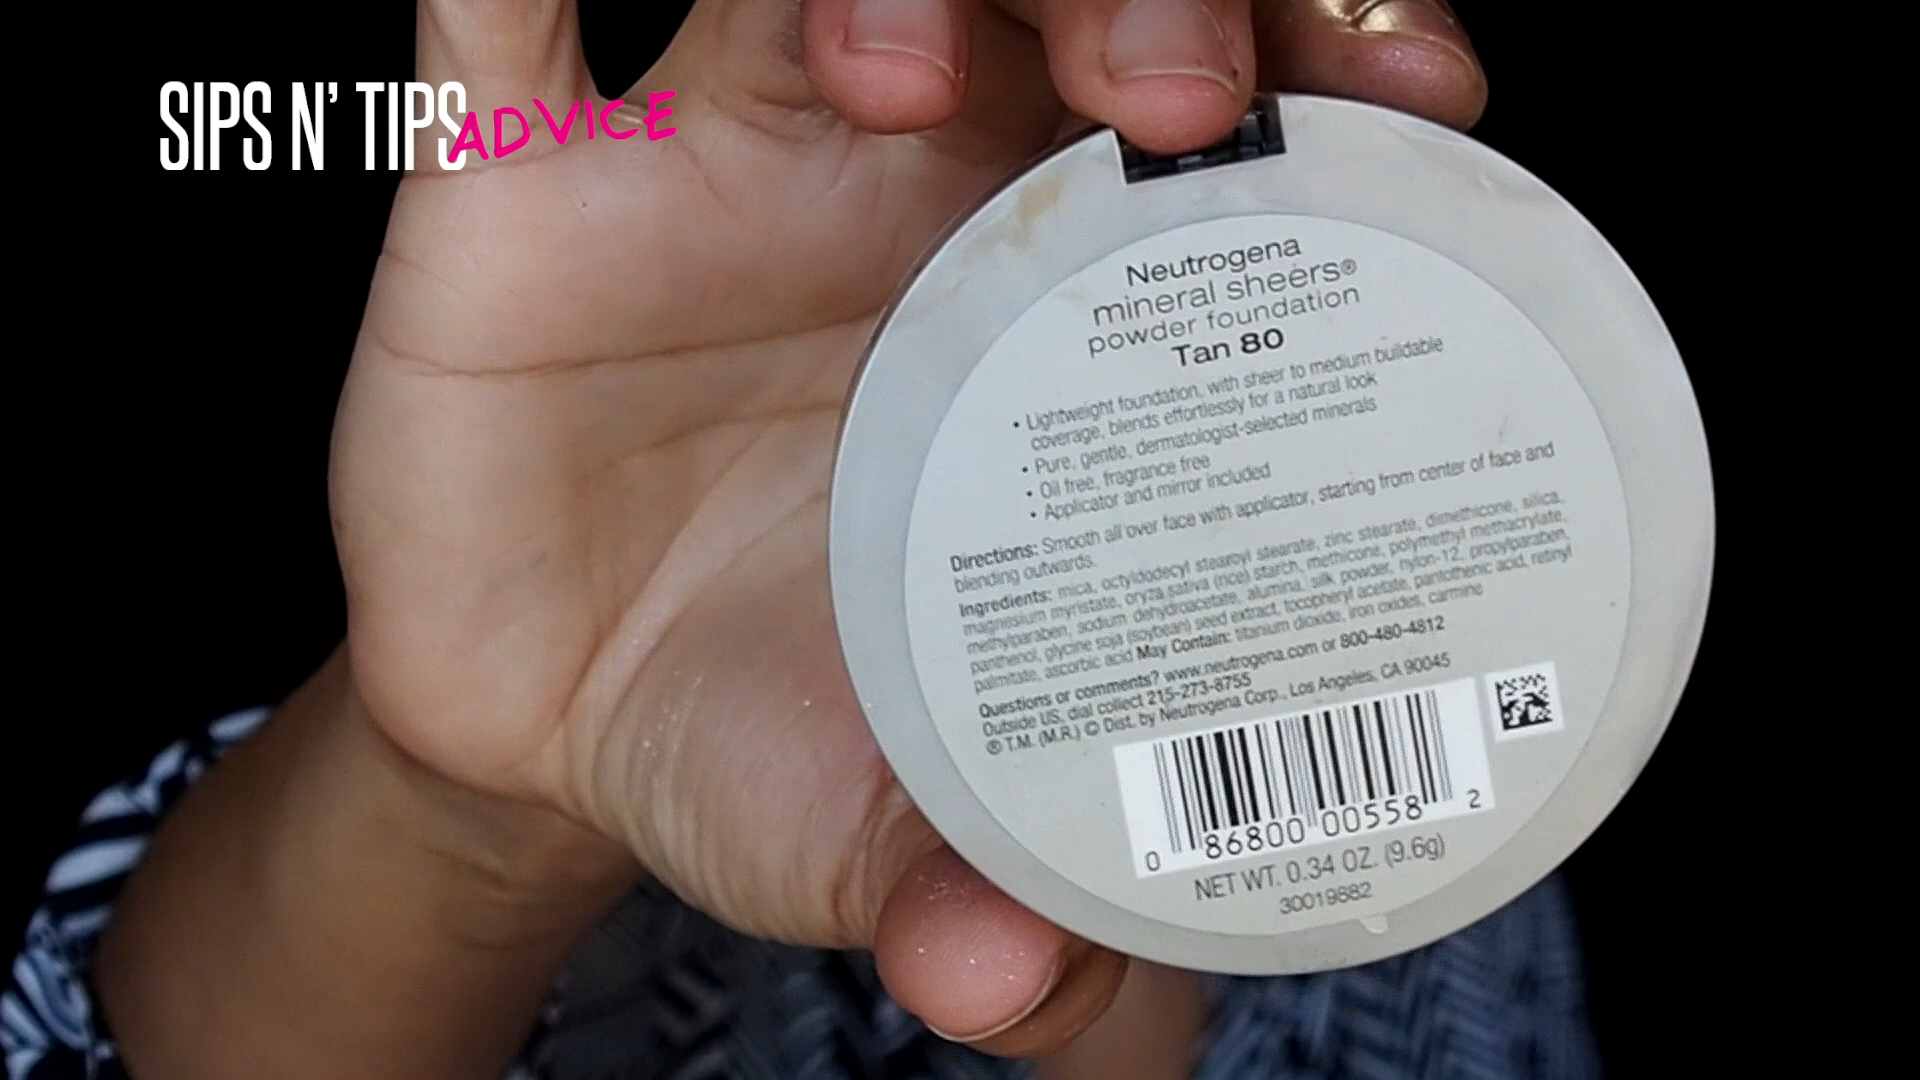 SIPS N' TIPS ADVICE
Neutrogena
mineral sheers®
powder foundation
Tan 80
• Lightweight foundation, with sheer to medium buildable
coverage, blends effortlessly for a natural look
• Pure, gentle, dermatologist-selected minerals
• Oil free, fragrance free
• Applicator and mirror included
Directions: Smooth all over face with applicator, starting from center of face and
blending outwards.
Ingredients: mica, octyldodecyl stearoyl stearate, zinc stearate, dimethicone, silica,
magnesium myristate, oryza sativa (rice) starch, methicone, polymethyl methacrylate,
methylparaben, sodium dehydroacetate, alumina, silk powder, nylon-12, propylparaben,
panthenol, glycine soja (soybean) seed extract, tocopheryl acetate, pantothenic acid, retinyl
palmitate, ascorbic acid May Contain: titanium dioxide, iron oxides, carmine
Questions or comments? www.neutrogena.com or 800-480-4812
Outside US, dial collect 215-273-8755
® T.M. (M.R.) © Dist. by Neutrogena Corp., Los Angeles, CA 90045
0 86800 00558 2
NET WT. 0.34 OZ. (9.6g)
30019882